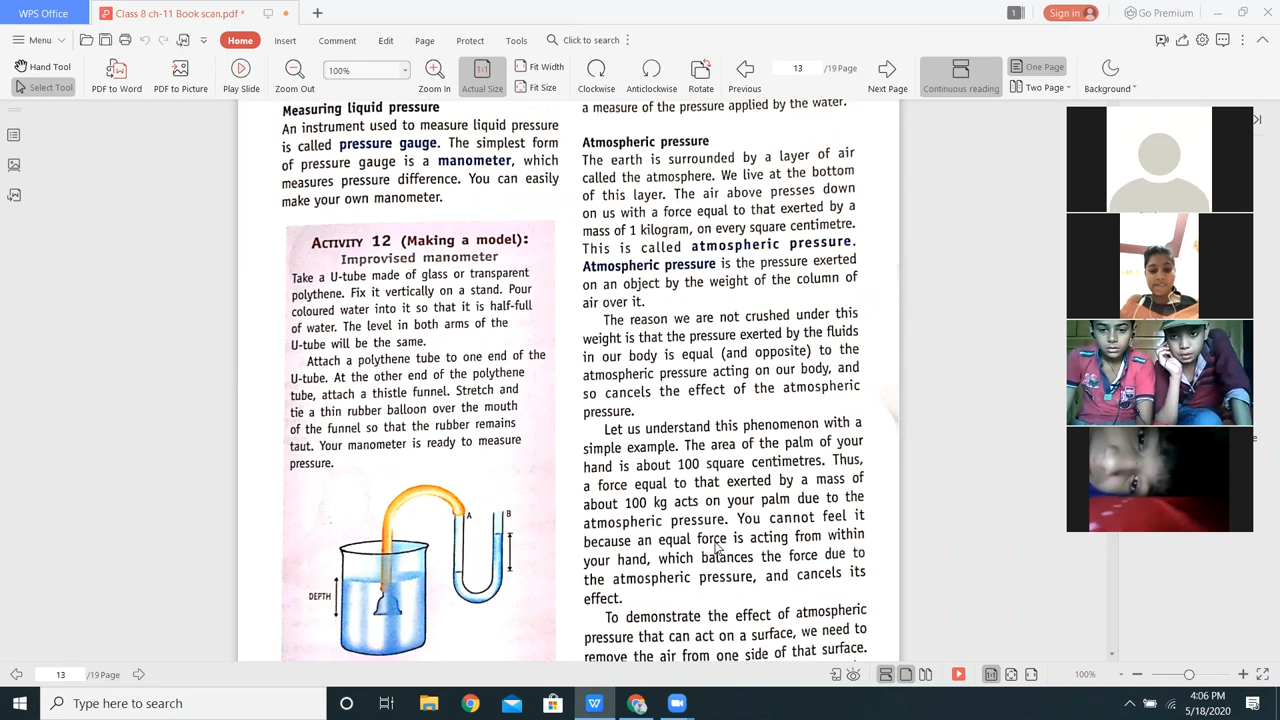 WPS Office
Class 8 ch-11 Book scan.pdf *
+
1
Sign in
Go Premium
Menu
Home
Insert
Comment
Edit
Page
Protect
Tools
Click to search
Hand Tool
Select Tool
PDF to Word
PDF to Picture
Play Slide
Zoom Out
100%
Zoom In
Actual Size
Fit Width
Fit Size
Clockwise
Anticlockwise
Rotate
Previous
13 /19 Page
Next Page
Continuous reading
One Page
Two Page
Background
Measuring liquid pressure
An instrument used to measure liquid pressure
is called pressure gauge. The simplest form
of pressure gauge is a manometer, which
measures pressure difference. You can easily
make your own manometer.
ACTIVITY 12 (Making a model):
Improvised manometer
Take a U-tube made of glass or transparent
polythene. Fix it vertically on a stand. Pour
coloured water into it so that it is half-full
of water. The level in both arms of the
U-tube will be the same.
Attach a polythene tube to one end of the
U-tube. At the other end of the polythene
tube, attach a thistle funnel. Stretch and
tie a thin rubber balloon over the mouth
of the funnel so that the rubber remains
taut. Your manometer is ready to measure
pressure.
A
B
DEPTH
a measure of the pressure applied by the water.
Atmospheric pressure
The earth is surrounded by a layer of air
called the atmosphere. We live at the bottom
of this layer. The air above presses down
on us with a force equal to that exerted by a
mass of 1 kilogram, on every square centimetre.
This is called atmospheric pressure.
Atmospheric pressure is the pressure exerted
on an object by the weight of the column of
air over it.
The reason we are not crushed under this
weight is that the pressure exerted by the fluids
in our body is equal (and opposite) to the
atmospheric pressure acting on our body, and
so cancels the effect of the atmospheric
pressure.
Let us understand this phenomenon with a
simple example. The area of the palm of your
hand is about 100 square centimetres. Thus,
a force equal to that exerted by a mass of
about 100 kg acts on your palm due to the
atmospheric pressure. You cannot feel it
because an equal force is acting from within
your hand, which balances the force due to
the atmospheric pressure, and cancels its
effect.
To demonstrate the effect of atmospheric
pressure that can act on a surface, we need to
remove the air from one side of that surface.
13 /19 Page
100%
Type here to search
4:06 PM
5/18/2020